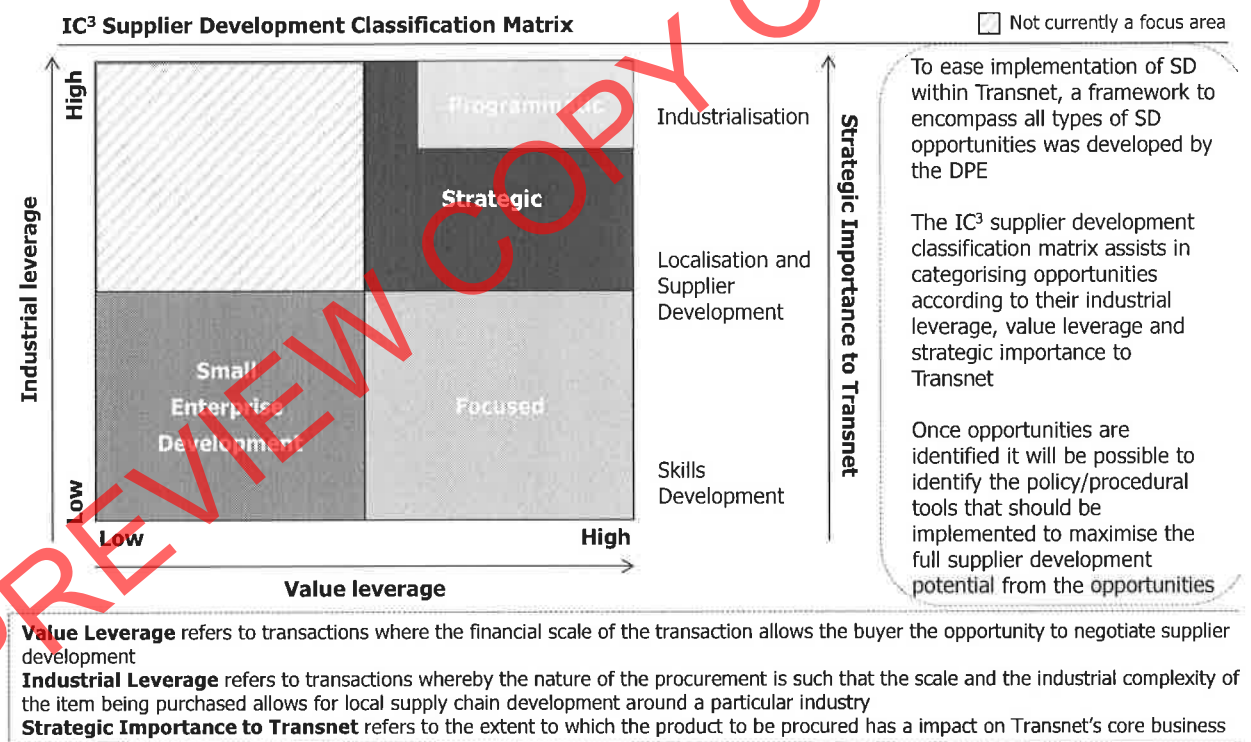 IC³ Supplier Development Classification Matrix
Not currently a focus area
High
Industrial leverage
Low
Programmatic
Strategic
Small
Enterprise
Development
Focused
Low
High
Value leverage
Industrialisation
Localisation and
Supplier
Development
Skills
Development
Strategic Importance to Transnet
To ease implementation of SD
within Transnet, a framework to
encompass all types of SD
opportunities was developed by
the DPE
The IC³ supplier development
classification matrix assists in
categorising opportunities
according to their industrial
leverage, value leverage and
strategic importance to
Transnet
Once opportunities are
identified it will be possible to
identify the policy/procedural
tools that should be
implemented to maximise the
full supplier development
potential from the opportunities
Value Leverage refers to transactions where the financial scale of the transaction allows the buyer the opportunity to negotiate supplier
development
Industrial Leverage refers to transactions whereby the nature of the procurement is such that the scale and the industrial complexity of
the item being purchased allows for local supply chain development around a particular industry
Strategic Importance to Transnet refers to the extent to which the product to be procured has a impact on Transnet's core business
PREVIEW COPY